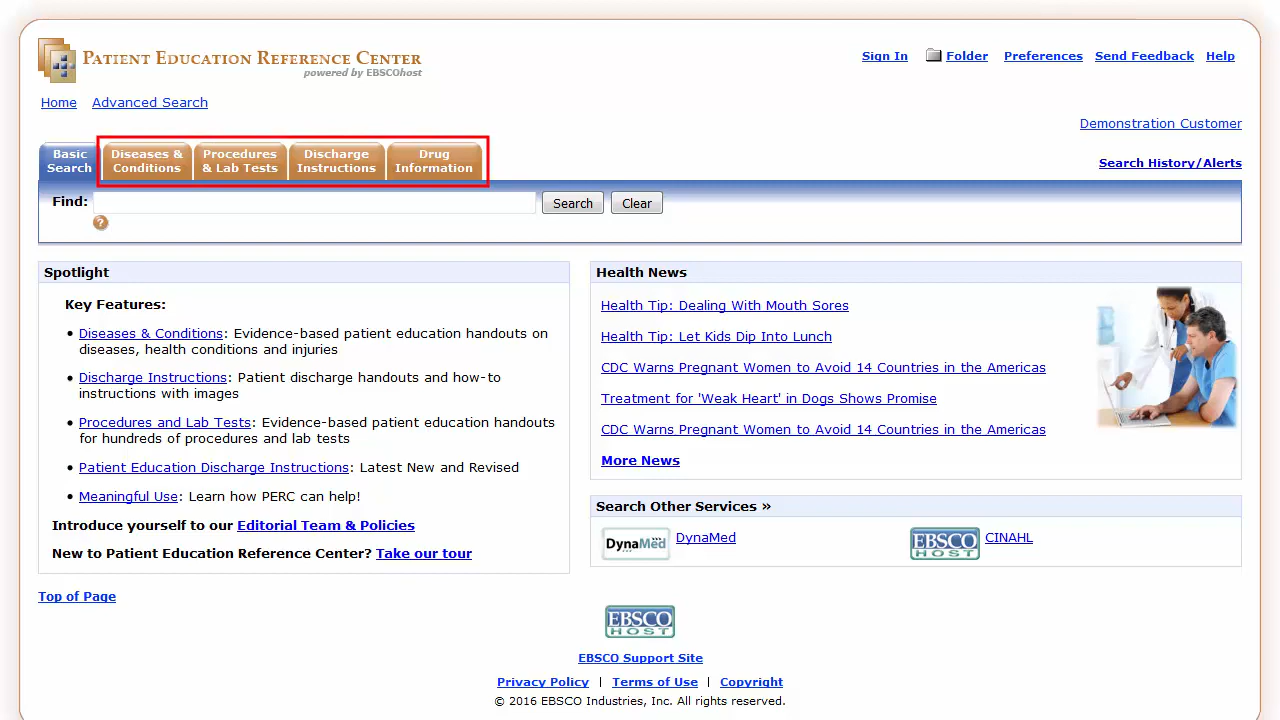 PATIENT EDUCATION REFERENCE CENTER
powered by EBSCOhost
Sign In Folder Preferences Send Feedback Help
Home Advanced Search
Demonstration Customer
Basic Search
Diseases & Conditions
Procedures & Lab Tests
Discharge Instructions
Drug Information
Search History/Alerts
Find: Search Clear
?
Spotlight
Key Features:
• Diseases & Conditions: Evidence-based patient education handouts on
diseases, health conditions and injuries
• Discharge Instructions: Patient discharge handouts and how-to
instructions with images
• Procedures and Lab Tests: Evidence-based patient education handouts
for hundreds of procedures and lab tests
• Patient Education Discharge Instructions: Latest New and Revised
• Meaningful Use: Learn how PERC can help!
Introduce yourself to our Editorial Team & Policies
New to Patient Education Reference Center? Take our tour
Health News
Health Tip: Dealing With Mouth Sores
Health Tip: Let Kids Dip Into Lunch
CDC Warns Pregnant Women to Avoid 14 Countries in the Americas
Treatment for 'Weak Heart' in Dogs Shows Promise
CDC Warns Pregnant Women to Avoid 14 Countries in the Americas
More News
Search Other Services »
DynaMed DynaMed
EBSCO HOST CINAHL
Top of Page
EBSCO
HOST
EBSCO Support Site
Privacy Policy | Terms of Use | Copyright
© 2016 EBSCO Industries, Inc. All rights reserved.